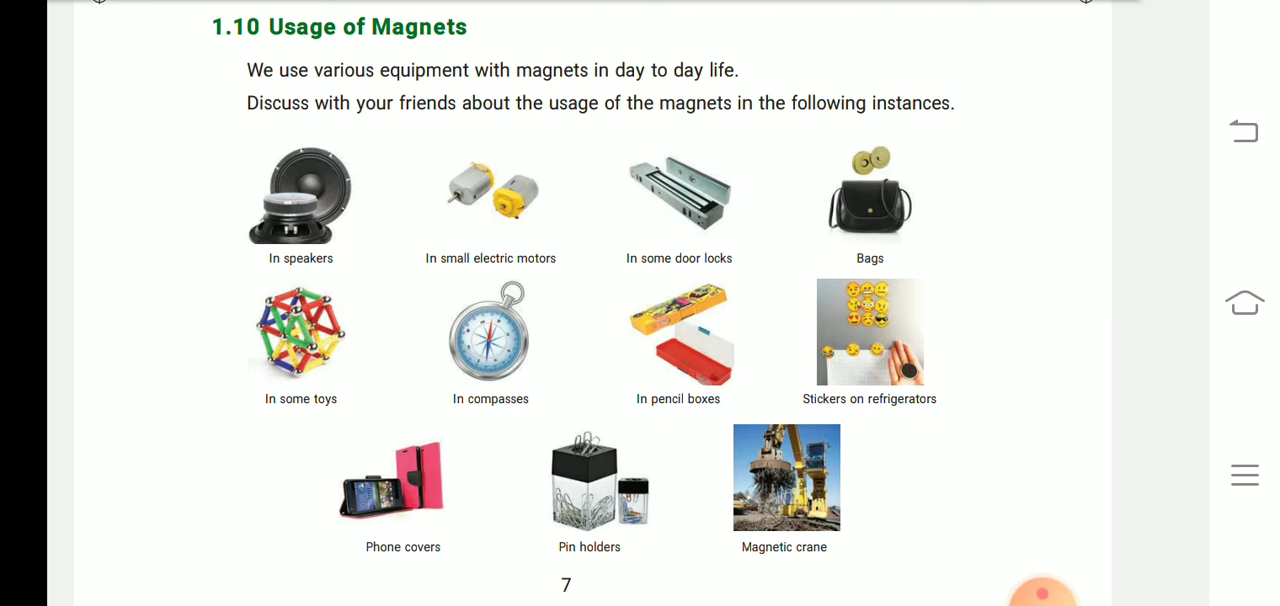 1.10 Usage of Magnets
We use various equipment with magnets in day to day life.
Discuss with your friends about the usage of the magnets in the following instances.
In speakers
In small electric motors
In some door locks
Bags
In some toys
In compasses
In pencil boxes
Stickers on refrigerators
Phone covers
Pin holders
Magnetic crane
7